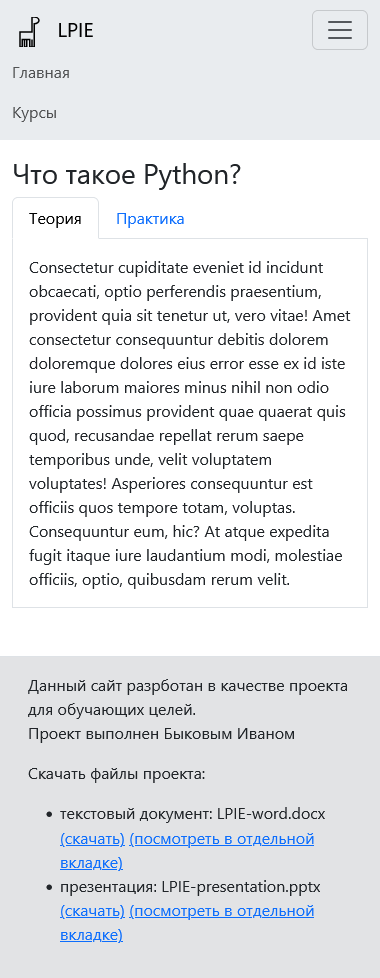 LPIE
Главная
Курсы
Что такое Python?
Теория
Практика
Consectetur cupiditate eveniet id incidunt
obcaecati, optio perferendis praesentium,
provident quia sit tenetur ut, vero vitae! Amet
consectetur consequuntur debitis dolorem
doloremque dolores eius error esse ex id iste
iure laborum maiores minus nihil non odio
officia possimus provident quae quaerat quis
quod, recusandae repellat rerum saepe
temporibus unde, velit voluptatem
voluptates! Asperiores consequuntur est
officiis quos tempore totam, voluptas.
Consequuntur eum, hic? At atque expedita
fugit itaque iure laudantium modi, molestiae
officiis, optio, quibusdam rerum velit.
Данный сайт разрботан в качестве проекта
для обучающих целей.
Проект выполнен Быковым Иваном
Скачать файлы проекта:
• текстовый документ: LPIE-word.docx
(скачать) (посмотреть в отдельной
вкладке)
• презентация: LPIE-presentation.pptx
(скачать) (посмотреть в отдельной
вкладке)